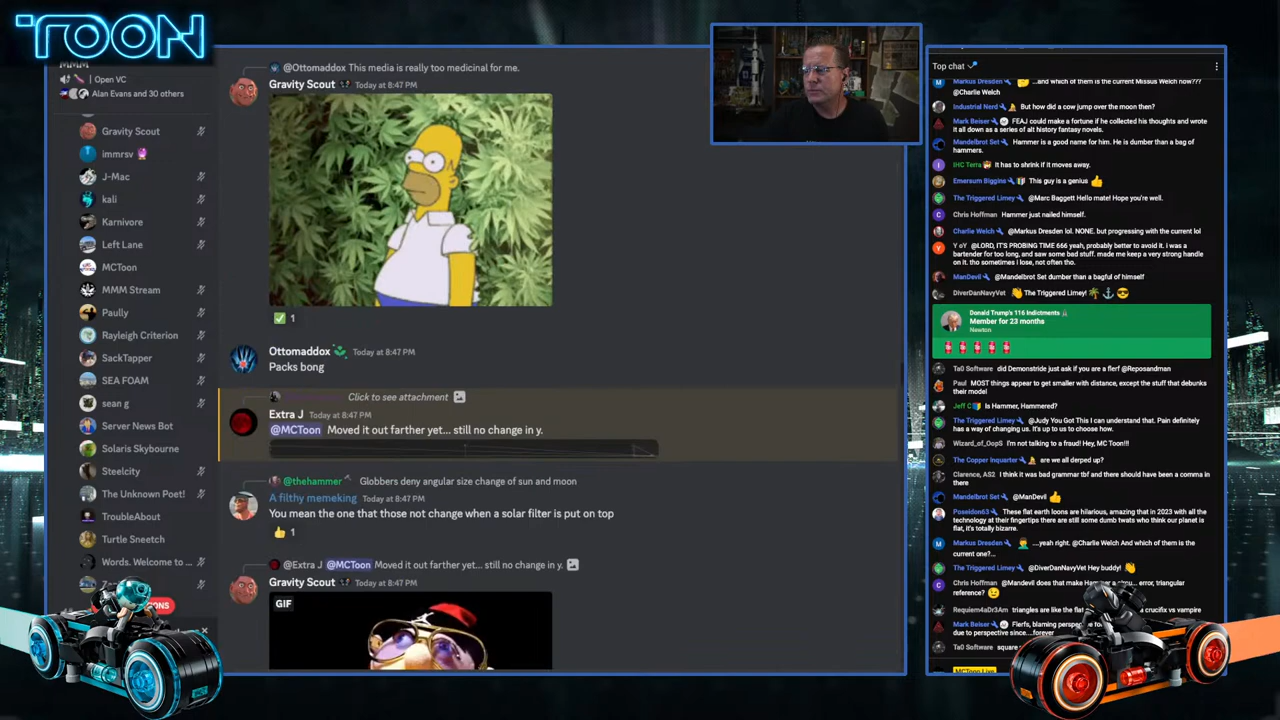 TOON
MMM
Open VC
Alan Evans and 30 others
Gravity Scout
immrsv
J-Mac
kali
Karnivore
Left Lane
MCToon
MMM Stream
Paully
Rayleigh Criterion
SackTapper
SEA FOAM
sean g
Server News Bot
Solaris Skybourne
Steelcity
The Unknown Poet!
TroubleAbout
Turtle Sneetch
Words. Welcome to ...
@Ottomaddox This media is really too medicinal for me.
Gravity Scout Today at 8:47 PM
1
Ottomaddox Today at 8:47 PM
Packs bong
Click to see attachment
Extra J Today at 8:47 PM
@MCToon Moved it out farther yet... still no change in y.
@thehammer Globbers deny angular size change of sun and moon
A filthy memeking Today at 8:47 PM
You mean the one that those not change when a solar filter is put on top
1
@Extra J @MCToon Moved it out farther yet... still no change in y.
Gravity Scout Today at 8:47 PM
GIF
Top chat
Markus Dresden ...and which of them is the current Missus Welch now???
@Charlie Welch
Industrial Nerd But how did a cow jump over the moon then?
Mark Beiser FEAJ could make a fortune if he collected his thoughts and wrote
it all down as a series of alt history fantasy novels.
Mandelbrot Set Hammer is a good name for him. He is dumber than a bag of
hammers.
IHC Terra It has to shrink if it moves away.
Emersum Biggins This guy is a genius
The Triggered Limey @Marc Baggett Hello mate! Hope you're well.
Chris Hoffman Hammer just nailed himself.
Charlie Welch @Markus Dresden lol. NONE, but progressing with the current lol
Y oY @LORD, IT'S PROBING TIME 666 yeah, probably better to avoid it. i was a
bartender for too long, and saw some bad stuff. made me keep a very strong handle
on it. tho sometimes i lose, not often tho.
ManDevil @Mandelbrot Set dumber than a bagful of himself
DiverDanNavyVet The Triggered Limey!
Donald Trump's 116 Indictments
Member for 23 months
Newton
Ta0 Software did Demonstride just ask if you are a flerf @Reposandman
Paul MOST things appear to get smaller with distance, except the stuff that debunks
their model
Jeff C Is Hammer, Hammered?
The Triggered Limey @Judy You Got This I can understand that. Pain definitely
has a way of changing us. It's up to us to choose how.
Wizard_of_OopS I'm not talking to a fraud! Hey, MC Toon!!!
The Copper Inquarter are we all derped up?
Clarence, AS2 I think it was bad grammar tbf and there should have been a comma in
there
Mandelbrot Set @ManDevil
Poseidon63 These flat earth loons are hilarious, amazing that in 2023 with all the
technology at their fingertips there are still some dumb twats who think our planet is
flat, it's totally bizarre.
Markus Dresden ....yeah right. @Charlie Welch And which of them is the
current one?...
The Triggered Limey @DiverDanNavyVet Hey buddy!
Chris Hoffman @Mandevil does that make Hammer a circu... error, triangular
reference?
Requiem4aDr3Am triangles are like the flat crucifix vs vampire
Mark Beiser Flerfs, blaming
due to perspective since....forever
Ta0 Software square
MCToon Live